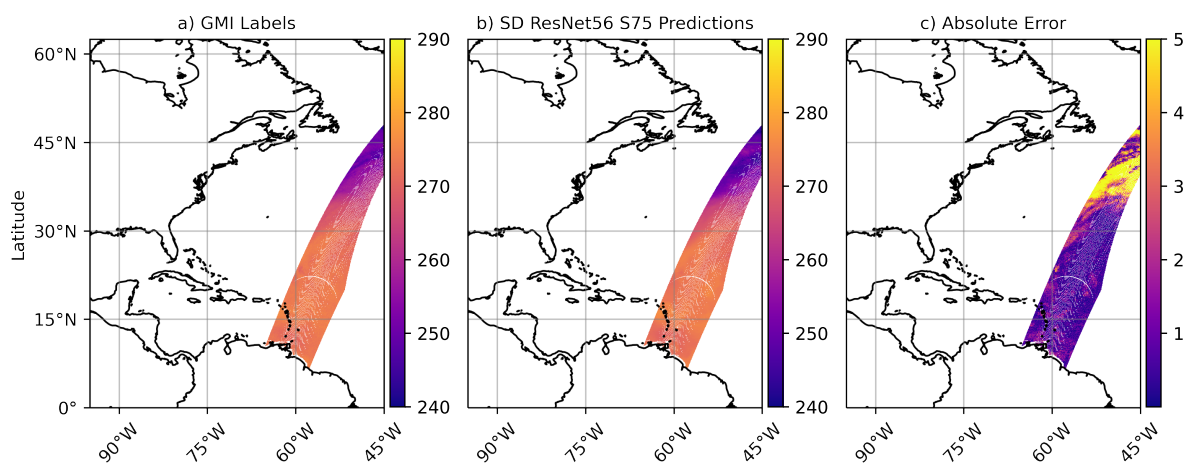 a) GMI Labels
b) SD ResNet56 S75 Predictions
c) Absolute Error
Latitude
60°N
45°N
30°N
15°N
0°
90°W
75°W
60°W
45°W
290
280
270
260
250
240
90°W
75°W
60°W
45°W
290
280
270
260
250
240
90°W
75°W
60°W
45°W
5
4
3
2
1